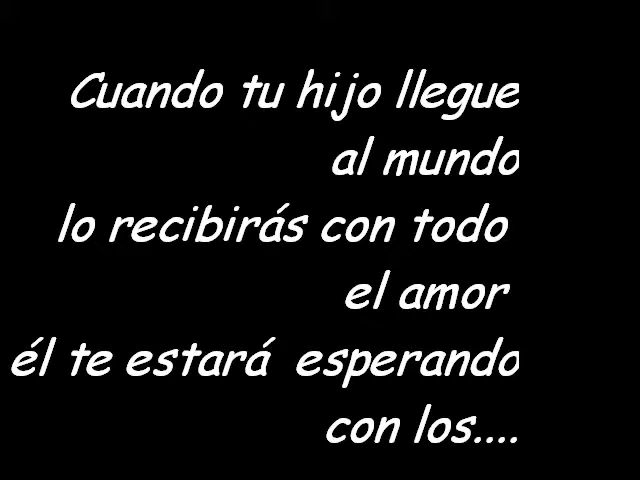 Cuando tu hijo llegue
al mundo
lo recibirás con todo
el amor
él te estará esperando
con los....